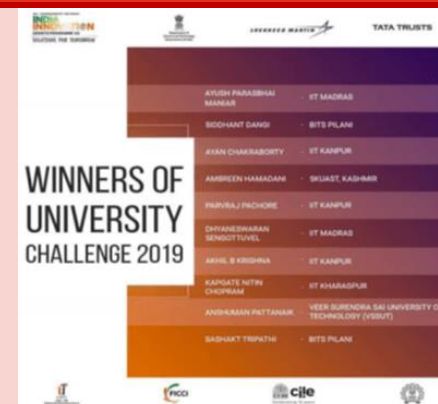 INDIA
INNOVATION
LOCKHEED MARTIN
TATA TRUSTS
WINNERS OF
UNIVERSITY
CHALLENGE 2019
AYUSH PARASBHAI
MANIAR
- IIT MADRAS
SIDDHANT DANGI - BITS PILANI
AYAN CHAKRABORTY - IIT KANPUR
AMBREEN HAMADANI - SKUAST, KASHMIR
PARVRAJ PACHORE - IIT KANPUR
DHYANESWARAN
SENGOTTUVEL
- IIT MADRAS
AKHIL B KRISHNA - IIT KANPUR
KAPGATE NITIN
CHOPRAM
- IIT KHARAGPUR
ANSHUMAN PATTANAIK - VEER SURENDRA SAI UNIVERSITY O
TECHNOLOGY (VSSUT)
SASHAKT TRIPATHI - BITS PILANI
FICCI
cile